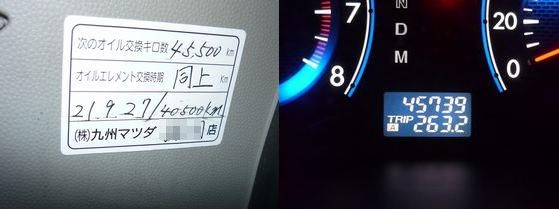 次のオイル交換キロ数 45,500 km
オイルエレメント交換時期 同上 km
21.9.27/40500km
(株)九州マツダ 店
N
D
M
7
8
20
0
45739
TRIP A 263.2